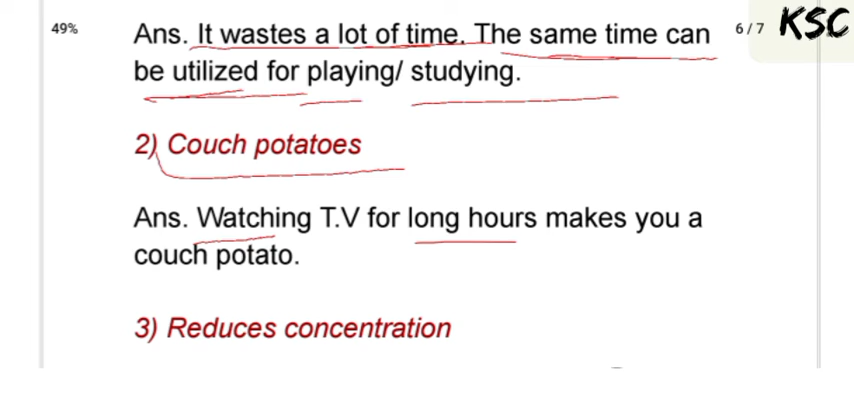 49%
6/7
KSC
Ans. It wastes a lot of time. The same time can
be utilized for playing/ studying.
2) Couch potatoes
Ans. Watching T.V for long hours makes you a
couch potato.
3) Reduces concentration